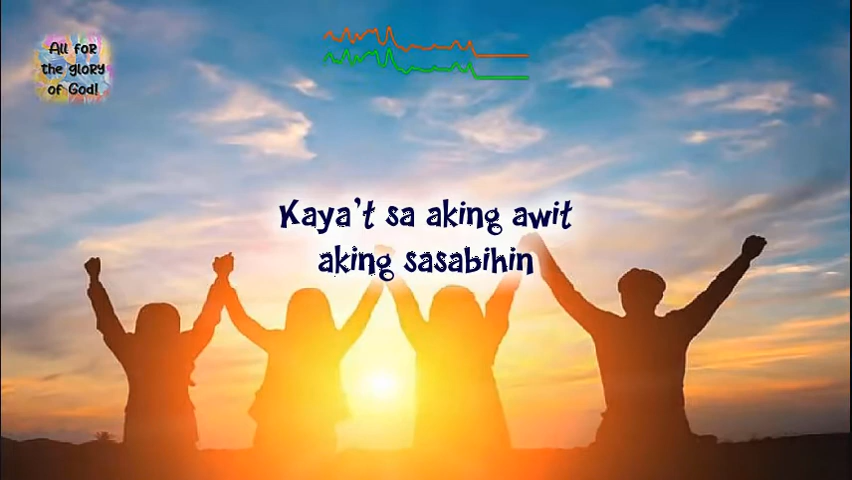 All foR
the gloRy
of God!
Kaya't sa aking awit
aking sasabihin